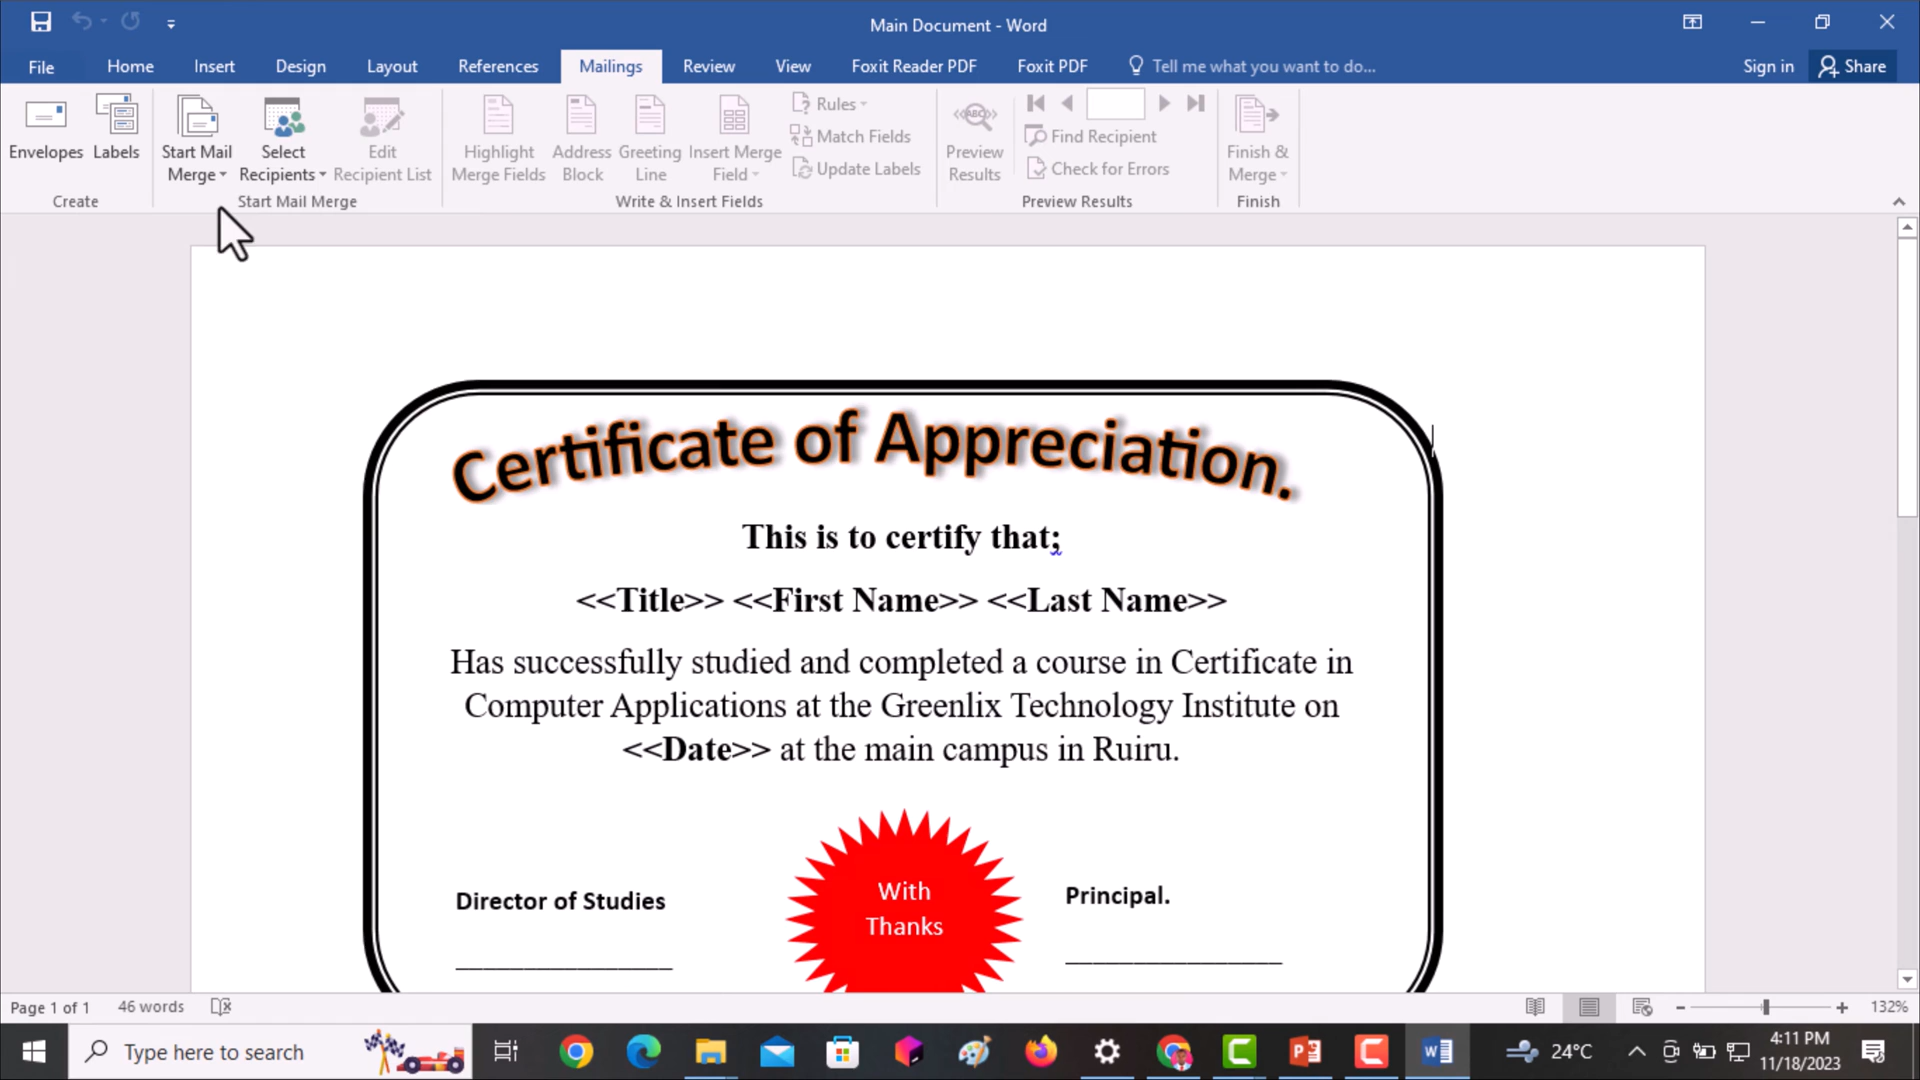 Main Document - Word
File Home Insert Design Layout References Mailings Review View Foxit Reader PDF Foxit PDF Tell me what you want to do... Sign in Share
Envelopes
Labels
Create
Start Mail
Merge
Select
Recipients
Edit
Recipient List
Start Mail Merge
Highlight
Merge Fields
Address
Block
Greeting
Line
Insert Merge
Field
Rules
Match Fields
Update Labels
Write & Insert Fields
ABC
Preview
Results
Find Recipient
Check for Errors
Preview Results
Finish &
Merge
Finish
Certificate of Appreciation.
This is to certify that;
<<Title>> <<First Name>> <<Last Name>>
Has successfully studied and completed a course in Certificate in
Computer Applications at the Greenlix Technology Institute on
<<Date>> at the main campus in Ruiru.
With
Thanks
Director of Studies
Principal.
Page 1 of 1 46 words 132%
Type here to search
24°C
4:11 PM
11/18/2023